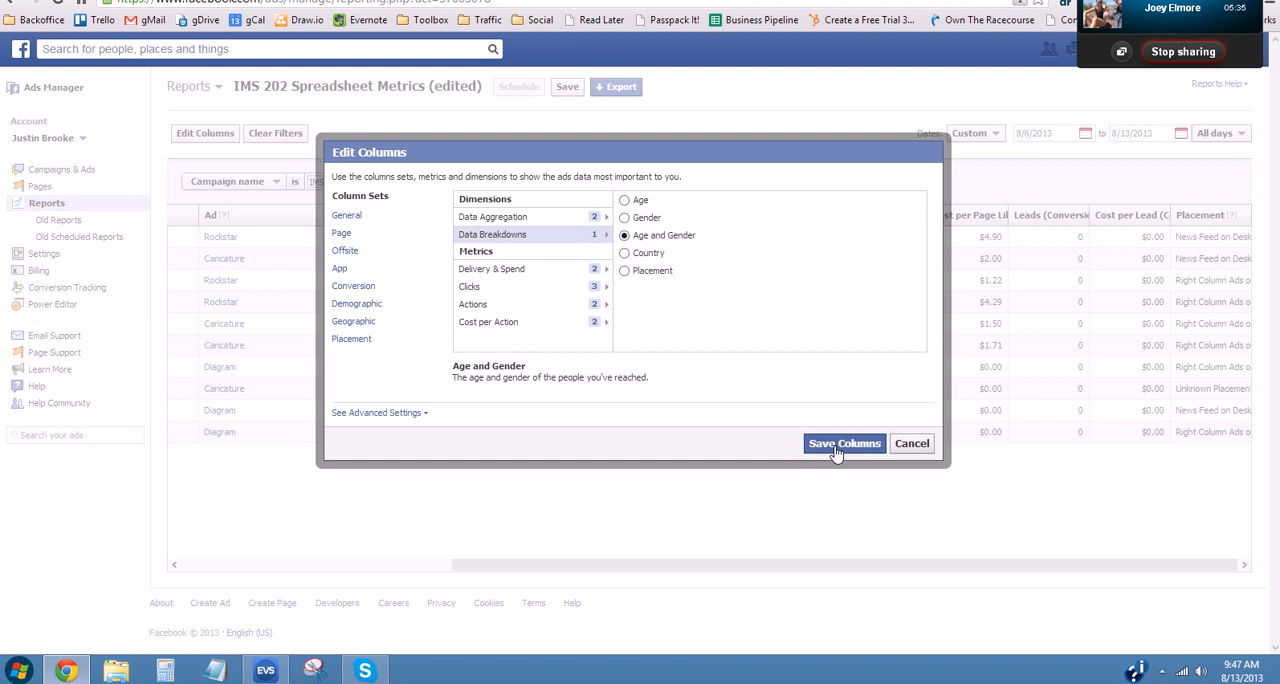 Joey Elmore 05:35
Backoffice Trello gMail gDrive gCal Draw.io Evernote Toolbox Traffic Social Read Later Passpack It! Business Pipeline Create a Free Trial 3... Own The Racecourse
Search for people, places and things
Stop sharing
Ads Manager
Reports IMS 202 Spreadsheet Metrics (edited) Schedule Save Export
Reports Help
Account
Justin Brooke
Edit Columns Clear Filters
Custom 8/6/2013 to 8/13/2013 All days
Campaigns & Ads
Pages
Reports
Old Reports
Old Scheduled Reports
Settings
Billing
Conversion Tracking
Power Editor
Email Support
Page Support
Learn More
Help
Help Community
Search your ads
Campaign name is
Ad [?]
Rockstar
Caricature
Rockstar
Rockstar
Caricature
Caricature
Diagram
Caricature
Diagram
Diagram
Edit Columns
Use the columns sets, metrics and dimensions to show the ads data most important to you.
Column Sets
General
Page
Offsite
App
Conversion
Demographic
Geographic
Placement
Dimensions
Data Aggregation 2
Data Breakdowns 1
Metrics
Delivery & Spend 2
Clicks 3
Actions 2
Cost per Action 2
Age
Gender
Age and Gender
Country
Placement
Age and Gender
The age and gender of the people you've reached.
See Advanced Settings
Save Columns Cancel
st per Page Lil Leads (Conversio Cost per Lead (C Placement [?]
$4.90 0 $0.00 News Feed on Desk
$2.00 0 $0.00 News Feed on Desk
$1.22 0 $0.00 Right Column Ads o
$4.29 0 $0.00 Right Column Ads o
$1.50 0 $0.00 Right Column Ads o
$1.71 0 $0.00 Right Column Ads o
$0.00 0 $0.00 Right Column Ads o
$0.00 0 $0.00 Unknown Placement
$0.00 0 $0.00 News Feed on Desk
$0.00 0 $0.00 Right Column Ads o
About Create Ad Create Page Developers Careers Privacy Cookies Terms Help
Facebook © 2013 · English (US)
EVS
9:47 AM
8/13/2013